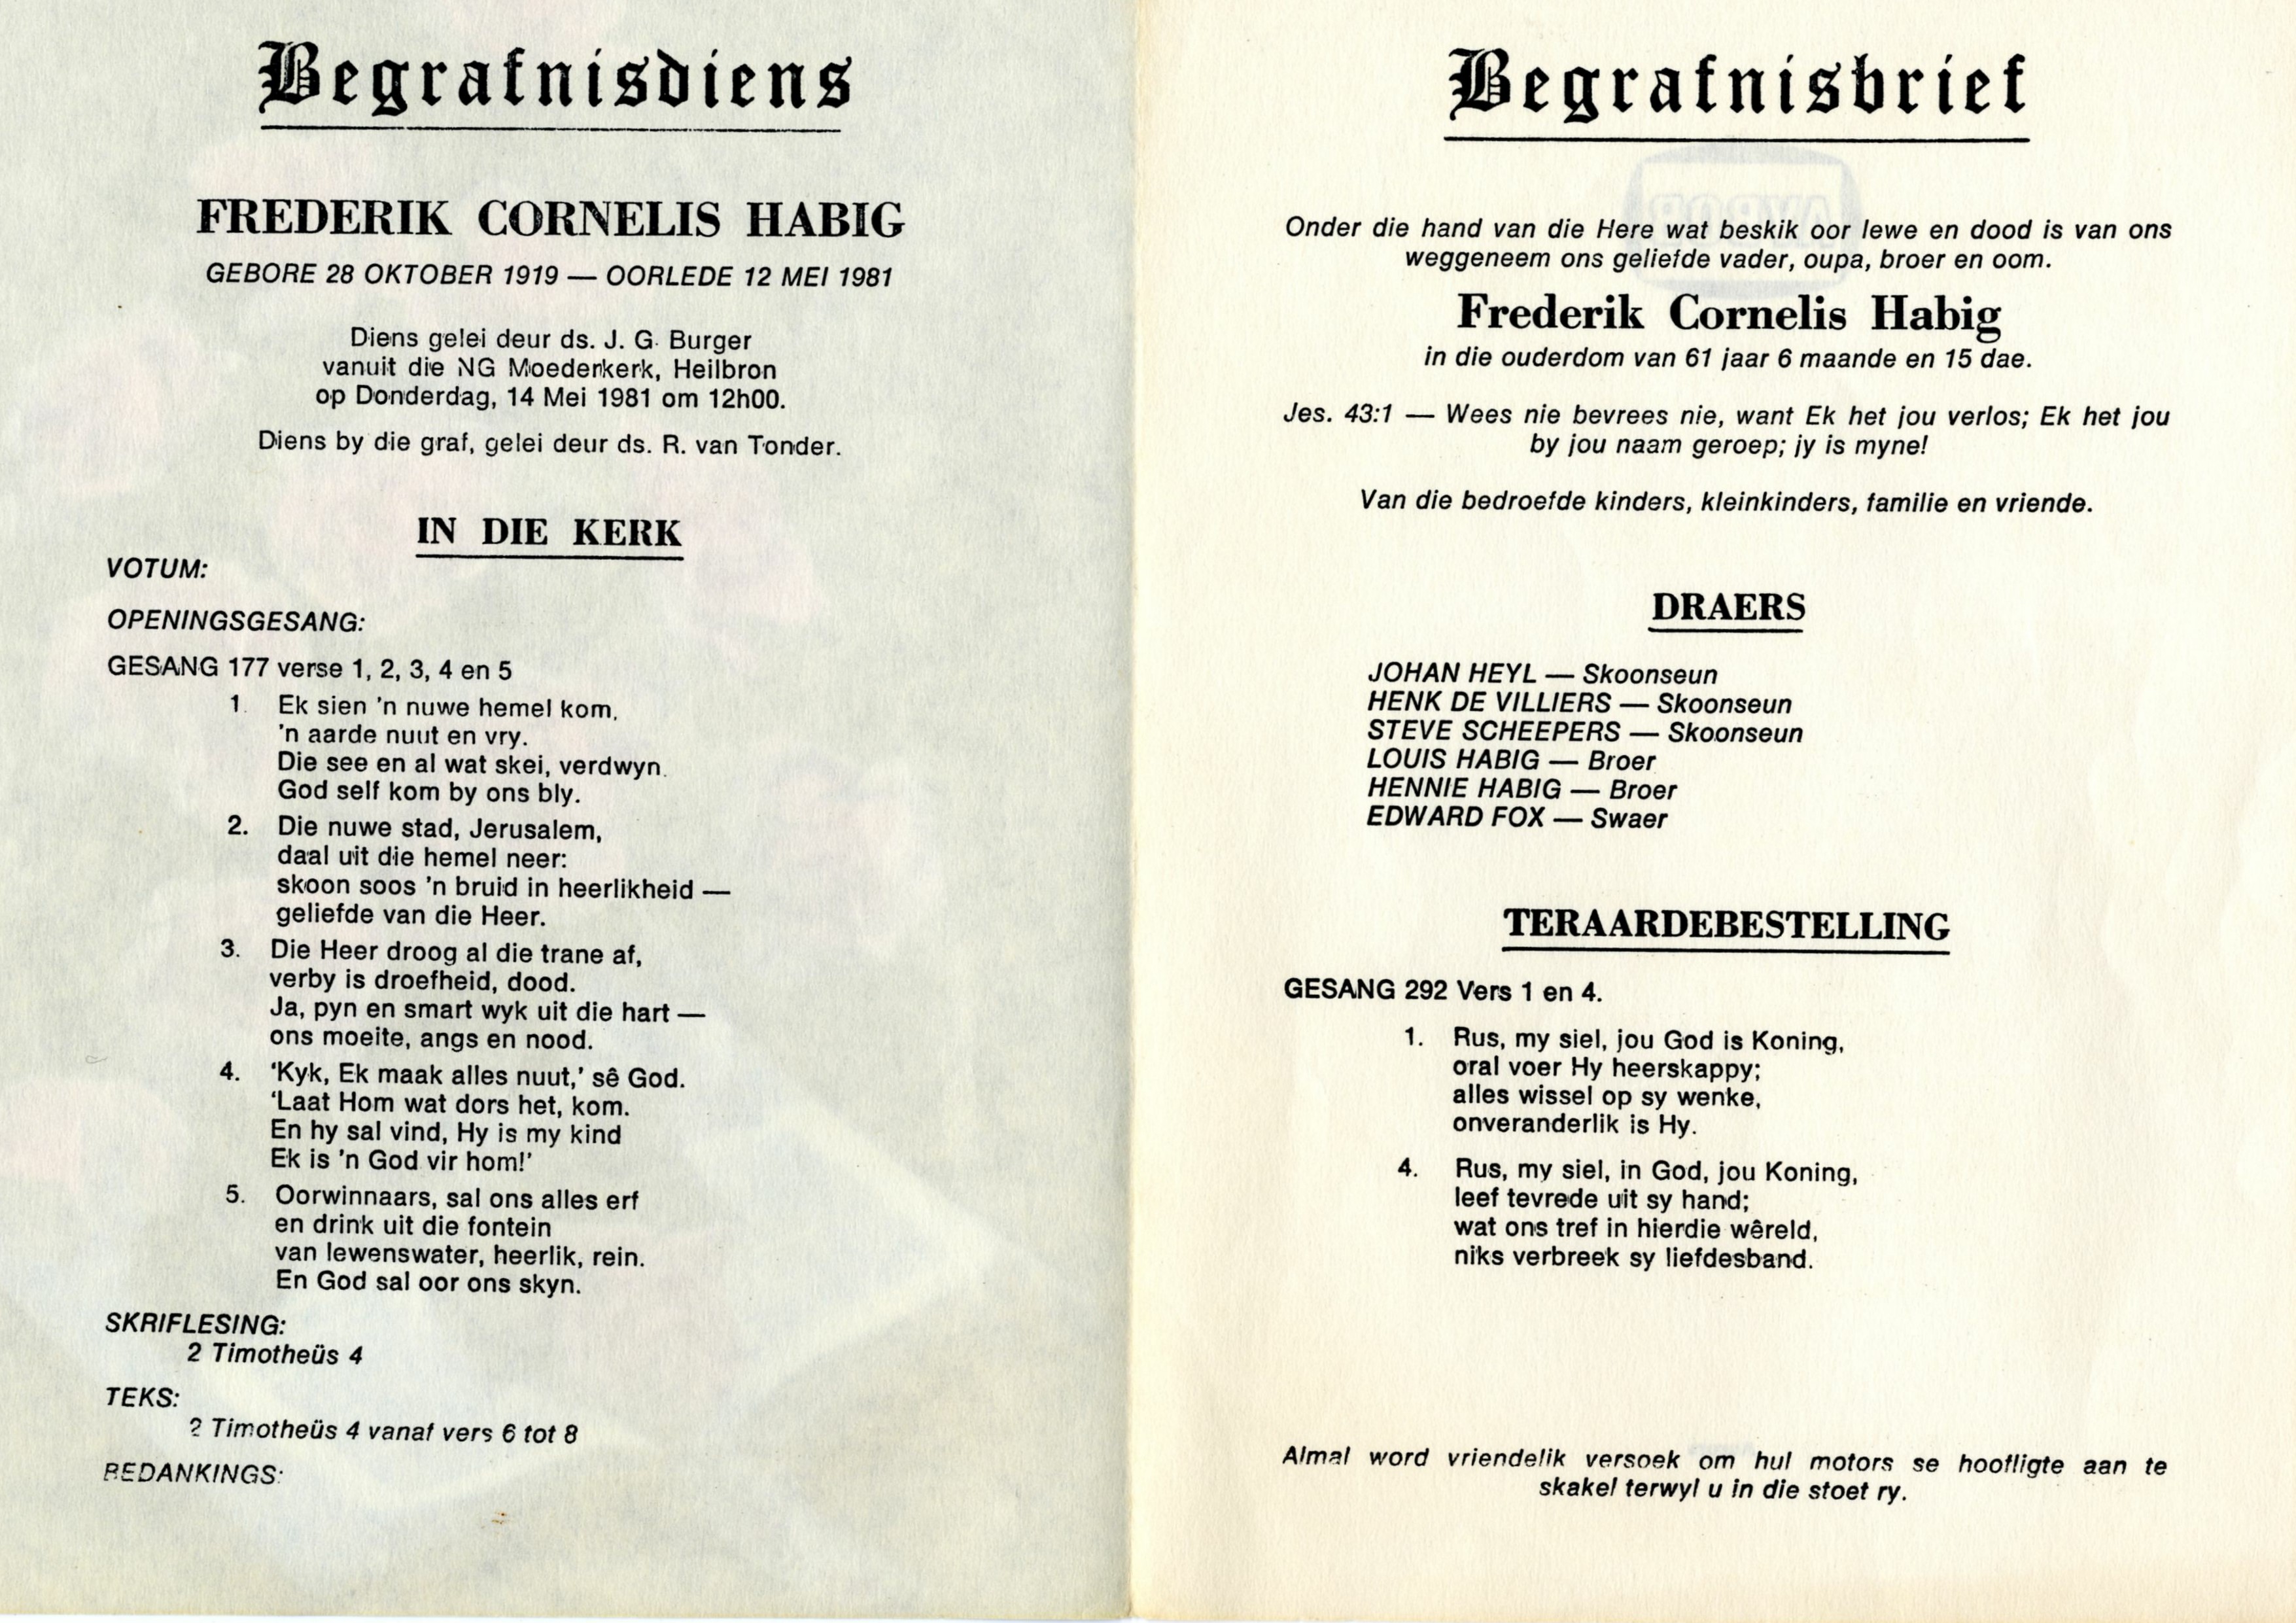 Begrafnisdiens
FREDERIK CORNELIS HABIG
GEBORE 28 OKTOBER 1919 — OORLEDE 12 MEI 1981
Diens gelei deur ds. J. G. Burger
vanuit die NG Moederkerk, Heilbron
op Donderdag, 14 Mei 1981 om 12h00.
Diens by die graf, gelei deur ds. R. van Tonder.
IN DIE KERK
VOTUM:
OPENINGSGESANG:
GESANG 177 verse 1, 2, 3, 4 en 5
1. Ek sien 'n nuwe hemel kom,
'n aarde nuut en vry.
Die see en al wat skei, verdwyn.
God self kom by ons bly.
2. Die nuwe stad, Jerusalem,
daal uit die hemel neer:
skoon soos 'n bruid in heerlikheid —
geliefde van die Heer.
3. Die Heer droog al die trane af,
verby is droefheid, dood.
Ja, pyn en smart wyk uit die hart —
ons moeite, angs en nood.
4. 'Kyk, Ek maak alles nuut,' sê God.
'Laat Hom wat dors het, kom.
En hy sal vind, Hy is my kind
Ek is 'n God vir hom!'
5. Oorwinnaars, sal ons alles erf
en drink uit die fontein
van lewenswater, heerlik, rein.
En God sal oor ons skyn.
SKRIFLESING:
2 Timotheüs 4
TEKS:
2 Timotheüs 4 vanaf vers 6 tot 8
BEDANKINGS:
Begrafnisbrief
Onder die hand van die Here wat beskik oor lewe en dood is van ons
weggeneem ons geliefde vader, oupa, broer en oom.
Frederik Cornelis Habig
in die ouderdom van 61 jaar 6 maande en 15 dae.
Jes. 43:1 — Wees nie bevrees nie, want Ek het jou verlos; Ek het jou
by jou naam geroep; jy is myne!
Van die bedroefde kinders, kleinkinders, familie en vriende.
DRAERS
JOHAN HEYL — Skoonseun
HENK DE VILLIERS — Skoonseun
STEVE SCHEEPERS — Skoonseun
LOUIS HABIG — Broer
HENNIE HABIG — Broer
EDWARD FOX — Swaer
TERAARDEBESTELLING
GESANG 292 Vers 1 en 4.
1. Rus, my siel, jou God is Koning,
oral voer Hy heerskappy;
alles wissel op sy wenke,
onveranderlik is Hy.
4. Rus, my siel, in God, jou Koning,
leef tevrede uit sy hand;
wat ons tref in hierdie wêreld,
niks verbreek sy liefdesband.
Almal word vriendelik versoek om hul motors se hoofligte aan te
skakel terwyl u in die stoet ry.